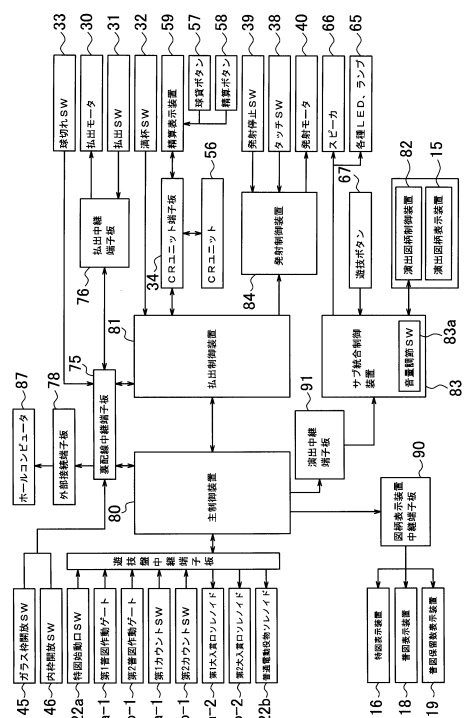 33
球切れSW
30
払出モータ
31
払出SW
32
満杯SW
59
精算表示装置
57
球貸ボタン
58
精算ボタン
39
発射停止SW
38
タッチSW
40
発射モータ
66
スピーカ
65
各種LED、ランプ
払出中継
端子板
76
34
CRユニット端子板
CRユニット
56
発射制御装置
84
67
遊技ボタン
82
演出図柄制御装置
15
演出図柄表示装置
87
ホールコンピュータ
78
外部接続端子板
75
裏配線中継端子板
81
払出制御装置
サブ統合制御
装置
音量調節SW
83a
83
80
主制御装置
91
演出中継
端子板
90
図柄表示装置
中継端子板
遊技盤中継端子板
45
ガラス枠開放SW
46
内枠開放SW
22a
特図始動口SW
a-1
第1普図作動ゲート
b-1
第2普図作動ゲート
a-1
第1カウントSW
b-1
第2カウントSW
a-2
第1大入賞口ソレノイド
b-2
第2大入賞口ソレノイド
22b
普通電動役物ソレノイド
16
特図表示装置
18
普図表示装置
19
普図保留数表示装置